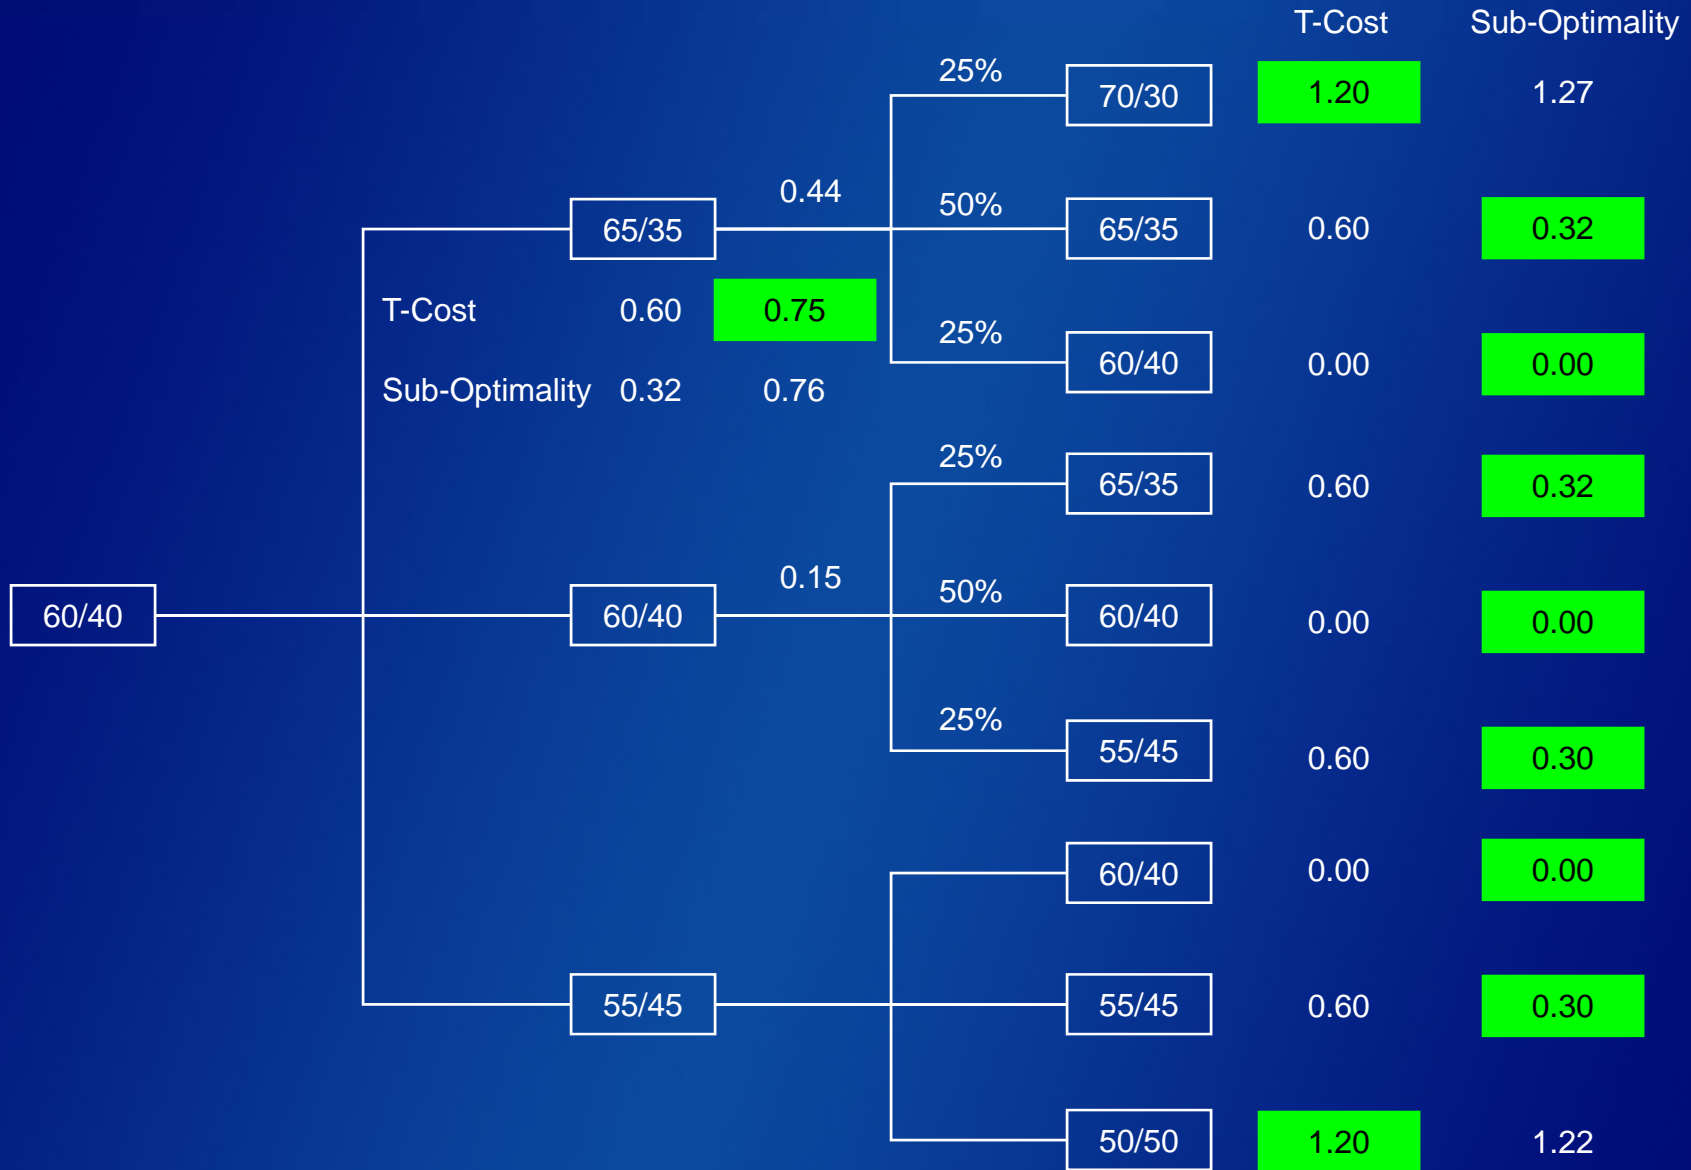 T-Cost Sub-Optimality
25%
70/30 1.20 1.27
0.44 50%
65/35 65/35 0.60 0.32
T-Cost 0.60 0.75
25%
60/40 0.00 0.00
Sub-Optimality 0.32 0.76
25%
65/35 0.60 0.32
0.15 50%
60/40 60/40 60/40 0.00 0.00
25%
55/45 0.60 0.30
60/40 0.00 0.00
55/45 55/45 0.60 0.30
50/50 1.20 1.22